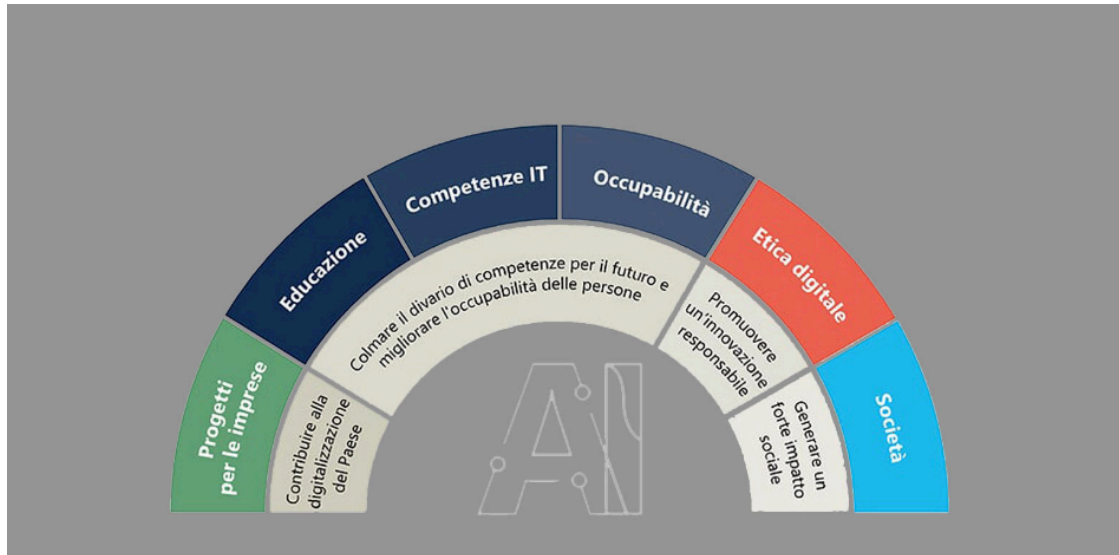 Progetti
per le imprese
Educazione
Competenze IT
Occupabilità
Etica digitale
Società
Contribuire alla
digitalizzazione
del Paese
Colmare il divario di competenze per il futuro e
migliorare l'occupabilità delle persone
Promuovere
un'innovazione
responsabile
Generare un
forte impatto
sociale
AI